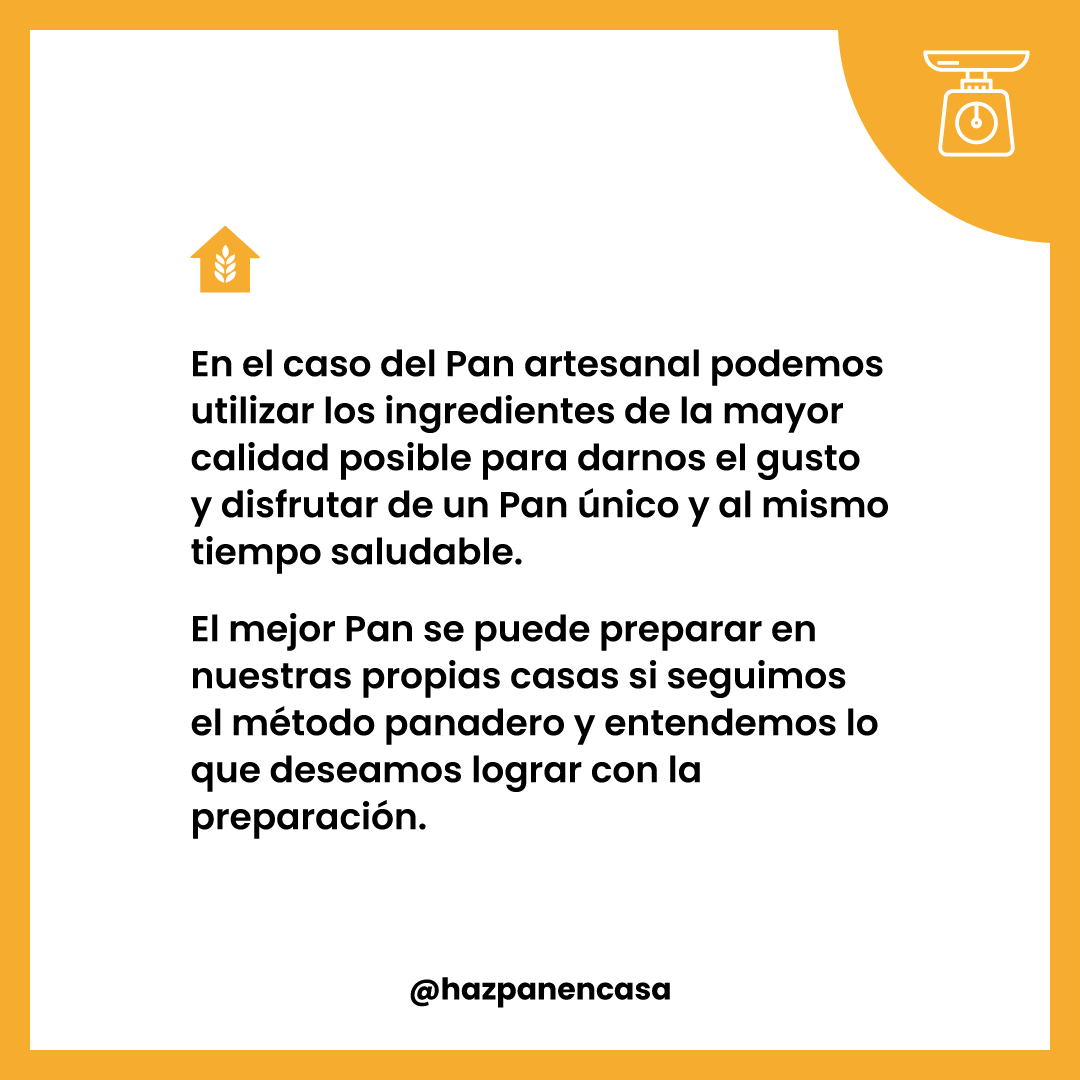 En el caso del Pan artesanal podemos
utilizar los ingredientes de la mayor
calidad posible para darnos el gusto
y disfrutar de un Pan único y al mismo
tiempo saludable.
El mejor Pan se puede preparar en
nuestras propias casas si seguimos
el método panadero y entendemos lo
que deseamos lograr con la
preparación.
@hazpanencasa